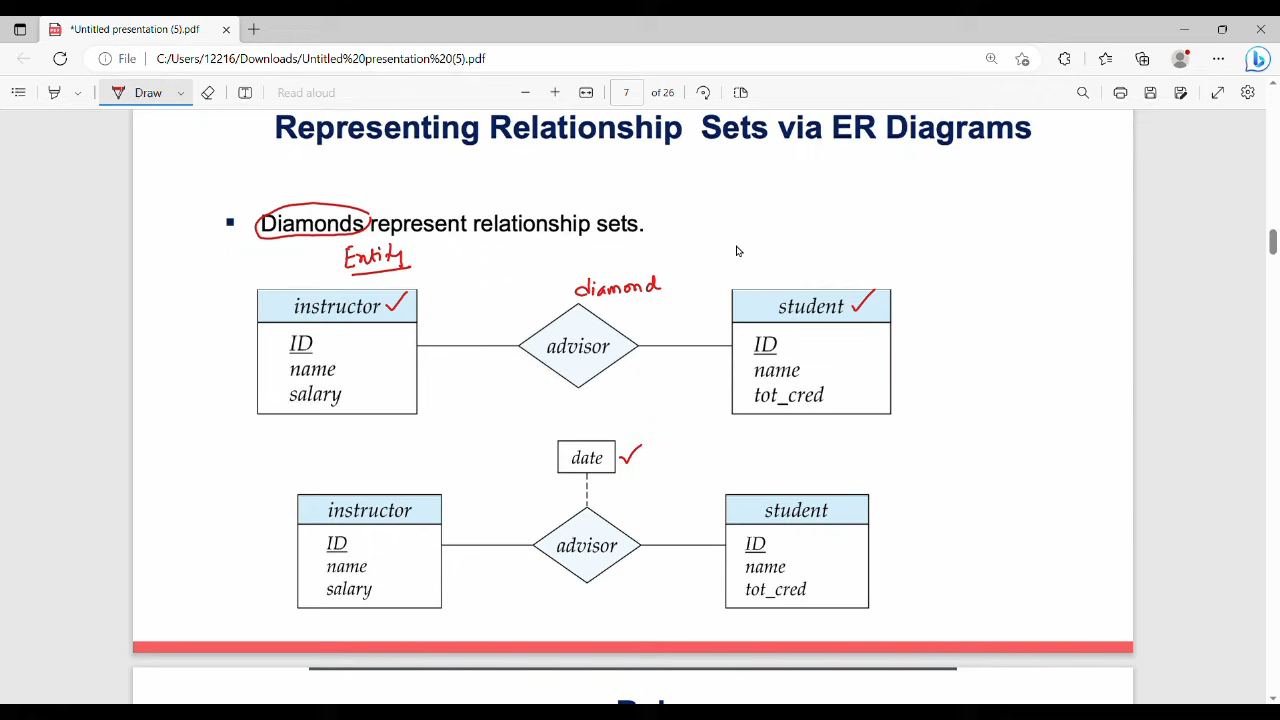 *Untitled presentation (5).pdf
File C:/Users/12216/Downloads/Untitled%20presentation%20(5).pdf
Draw Read aloud 7 of 26
Representing Relationship Sets via ER Diagrams
Diamonds represent relationship sets.
Entity
diamond
instructor
ID
name
salary
advisor
student
ID
name
tot_cred
date
instructor
ID
name
salary
advisor
student
ID
name
tot_cred